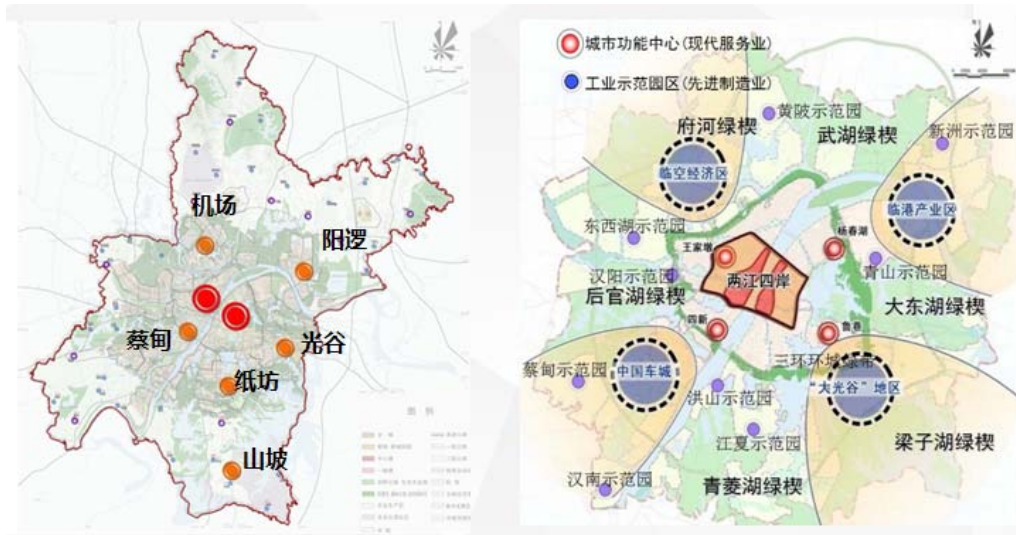 机场
阳逻
蔡甸
光谷
纸坊
山坡
图 例
城市功能中心(现代服务业)
工业示范园区(先进制造业)
黄陂示范园
府河绿楔
武湖绿楔
新洲示范园
临空经济区
临港产业区
东西湖示范园
杨春湖
王家墩
汉阳示范园
两江四岸
青山示范园
后官湖绿楔
大东湖绿楔
四新
鲁巷
三环环城绿带
蔡甸示范园
中国车城
“大光谷”地区
洪山示范园
江夏示范园
梁子湖绿楔
汉南示范园
青菱湖绿楔